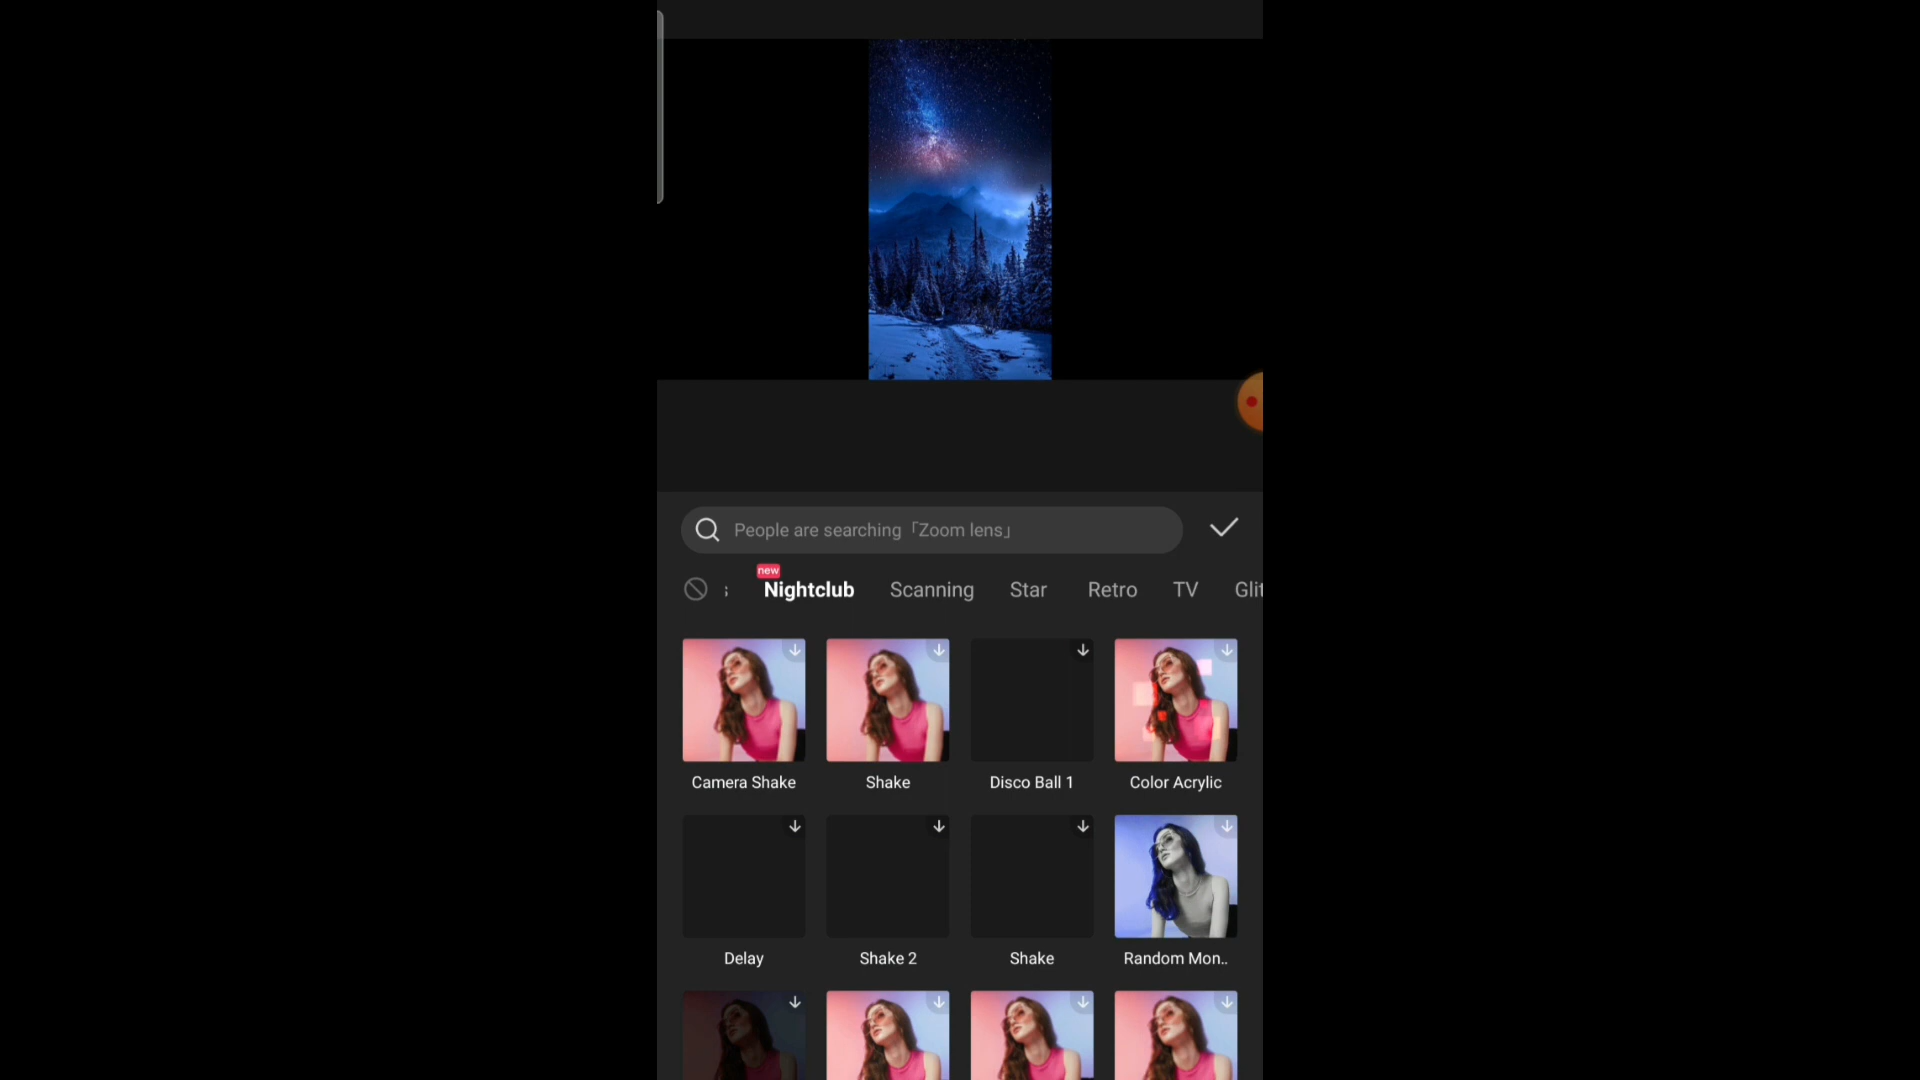 People are searching「Zoom lens」
new
s Nightclub Scanning Star Retro TV Glit
Camera Shake Shake Disco Ball 1 Color Acrylic
Delay Shake 2 Shake Random Mon..